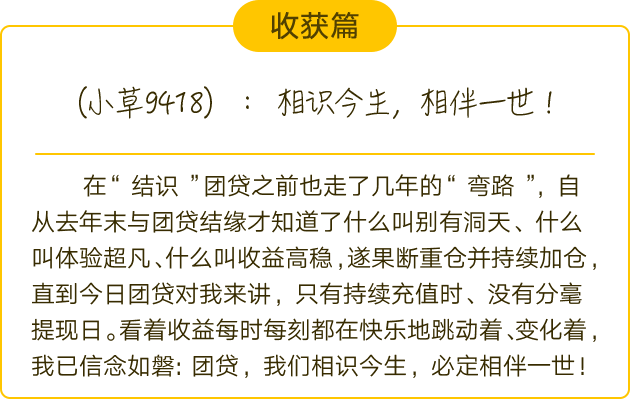 收获篇
(小草9418) : 相识今生, 相伴一世!
在“ 结识 ”团贷之前也走了几年的“ 弯路 ”, 自
从去年末与团贷结缘才知道了什么叫别有洞天、什么
叫体验超凡、什么叫收益高稳,遂果断重仓并持续加仓,
直到今日团贷对我来讲, 只有持续充值时、没有分毫
提现日。看着收益每时每刻都在快乐地跳动着、变化着,
我已信念如磐: 团贷, 我们相识今生, 必定相伴一世!